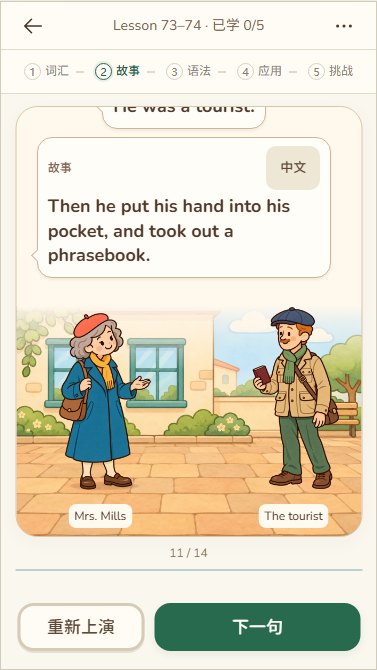 Lesson 73–74 · 已学 0/5
1 词汇
2 故事
3 语法
4 应用
5 挑战
He was a tourist.
故事
中文
Then he put his hand into his
pocket, and took out a
phrasebook.
Mrs. Mills
The tourist
11 / 14
重新上演
下一句